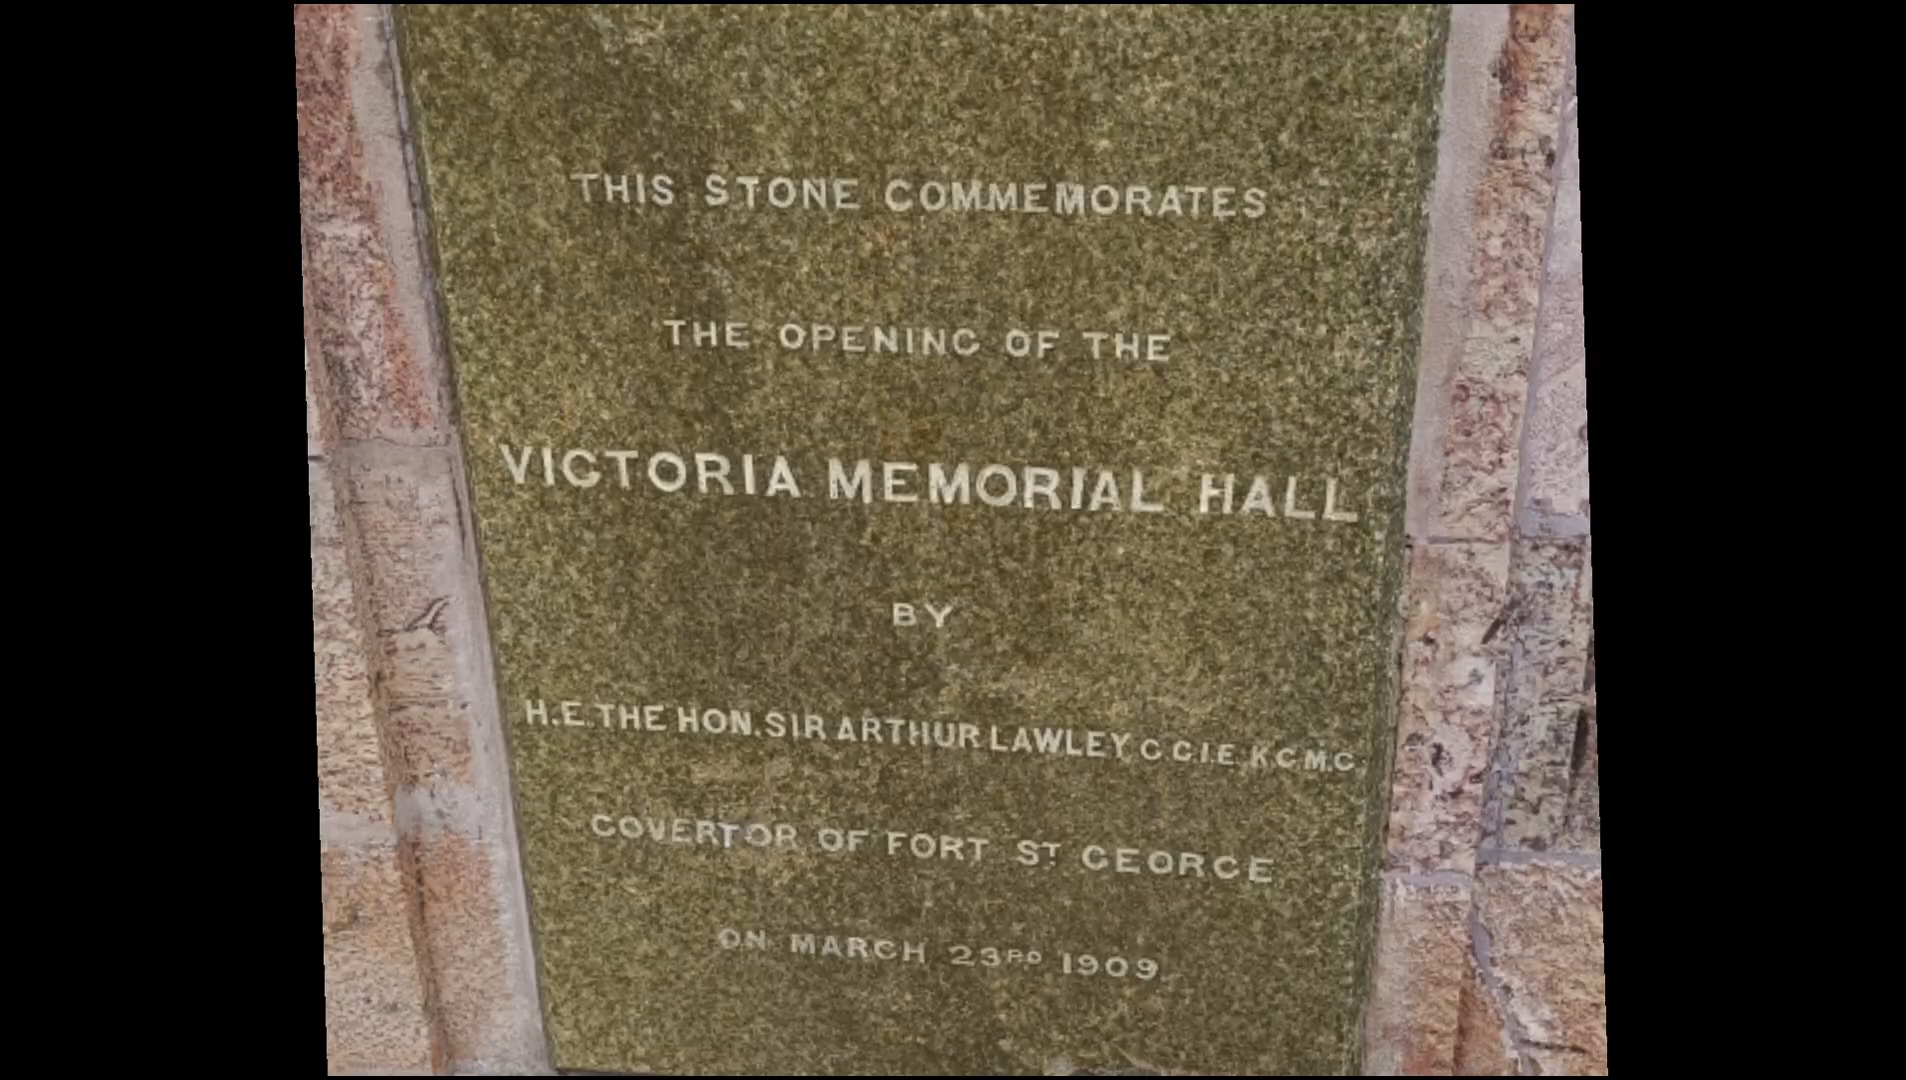 THIS STONE COMMEMORATES
THE OPENING OF THE
VICTORIA MEMORIAL HALL
BY
H.E. THE HON. SIR ARTHUR LAWLEY G.C.I.E. K.C.M.G.
GOVERTOR OF FORT ST GEORGE
ON MARCH 23RD 1909.